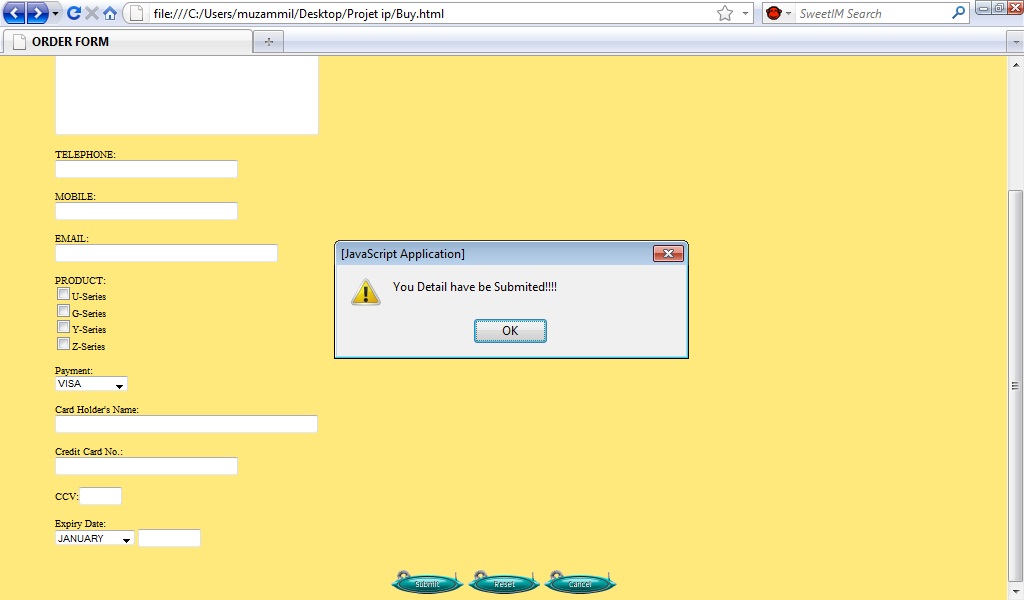 file:///C:/Users/muzammil/Desktop/Projet ip/Buy.html
SweetIM Search
ORDER FORM
TELEPHONE:
MOBILE:
EMAIL:
[JavaScript Application]
You Detail have be Submited!!!!
OK
PRODUCT:
U-Series
G-Series
Y-Series
Z-Series
Payment:
VISA
Card Holder's Name:
Credit Card No.:
CCV:
Expiry Date:
JANUARY
Submit
Reset
Cancel